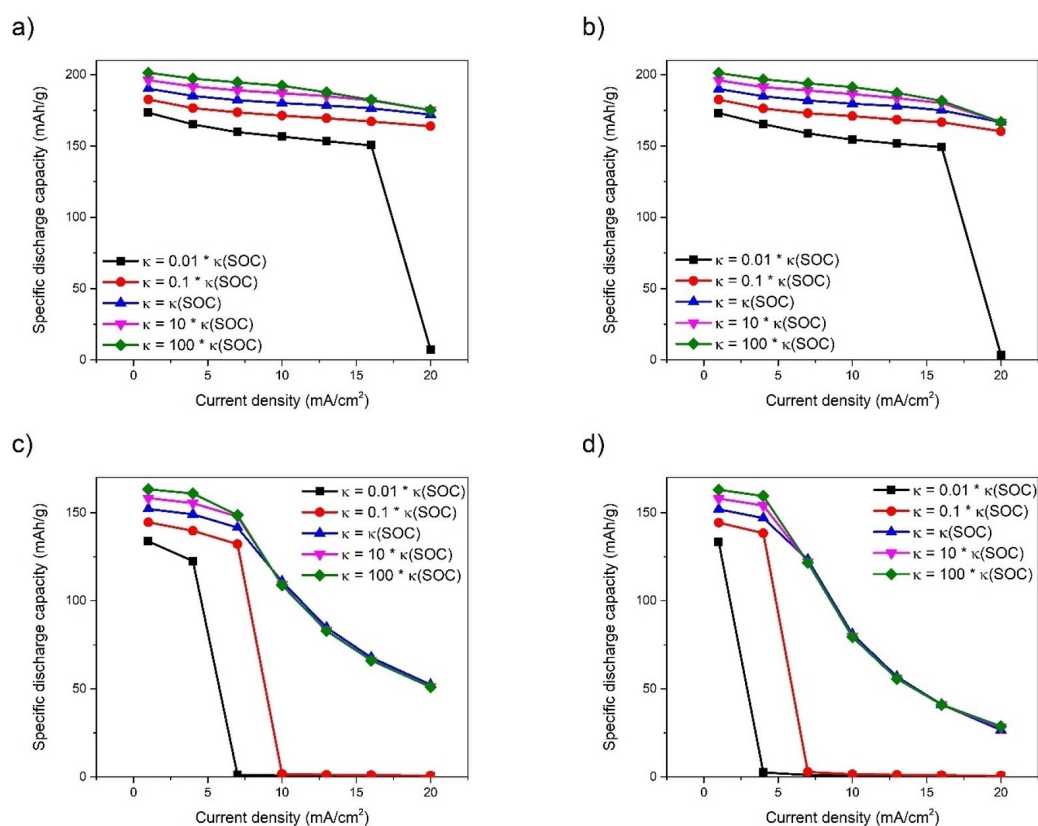 a)
200
150
100
50
0
Specific discharge capacity (mAh/g)
κ = 0.01 * κ(SOC)
κ = 0.1 * κ(SOC)
κ = κ(SOC)
κ = 10 * κ(SOC)
κ = 100 * κ(SOC)
0 5 10 15 20
Current density (mA/cm²)
b)
200
150
100
50
0
Specific discharge capacity (mAh/g)
κ = 0.01 * κ(SOC)
κ = 0.1 * κ(SOC)
κ = κ(SOC)
κ = 10 * κ(SOC)
κ = 100 * κ(SOC)
0 5 10 15 20
Current density (mA/cm²)
c)
150
100
50
0
Specific discharge capacity (mAh/g)
κ = 0.01 * κ(SOC)
κ = 0.1 * κ(SOC)
κ = κ(SOC)
κ = 10 * κ(SOC)
κ = 100 * κ(SOC)
0 5 10 15 20
Current density (mA/cm²)
d)
150
100
50
0
Specific discharge capacity (mAh/g)
κ = 0.01 * κ(SOC)
κ = 0.1 * κ(SOC)
κ = κ(SOC)
κ = 10 * κ(SOC)
κ = 100 * κ(SOC)
0 5 10 15 20
Current density (mA/cm²)